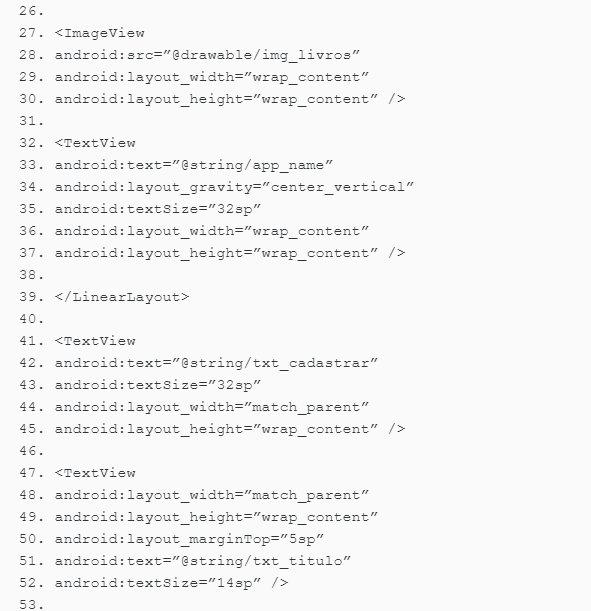 26.
27. <ImageView
28. android:src=”@drawable/img_livros”
29. android:layout_width=”wrap_content”
30. android:layout_height=”wrap_content” />
31.
32. <TextView
33. android:text=”@string/app_name”
34. android:layout_gravity=”center_vertical”
35. android:textSize=”32sp”
36. android:layout_width=”wrap_content”
37. android:layout_height=”wrap_content” />
38.
39. </LinearLayout>
40.
41. <TextView
42. android:text=”@string/txt_cadastrar”
43. android:textSize=”32sp”
44. android:layout_width=”match_parent”
45. android:layout_height=”wrap_content” />
46.
47. <TextView
48. android:layout_width=”match_parent”
49. android:layout_height=”wrap_content”
50. android:layout_marginTop=”5sp”
51. android:text=”@string/txt_titulo”
52. android:textSize=”14sp” />
53.